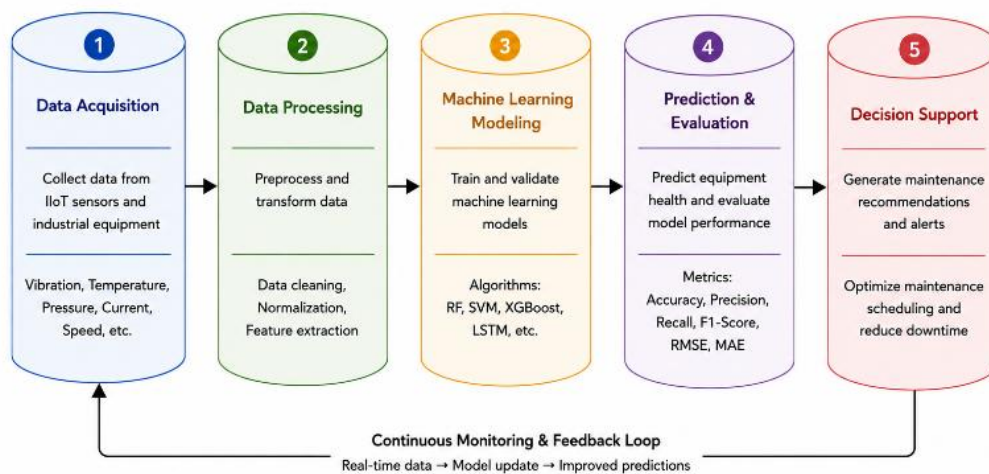 1
Data Acquisition
Collect data from
IIoT sensors and
industrial equipment
Vibration, Temperature,
Pressure, Current,
Speed, etc.
2
Data Processing
Preprocess and
transform data
Data cleaning,
Normalization,
Feature extraction
3
Machine Learning
Modeling
Train and validate
machine learning
models
Algorithms:
RF, SVM, XGBoost,
LSTM, etc.
4
Prediction &
Evaluation
Predict equipment
health and evaluate
model performance
Metrics:
Accuracy, Precision,
Recall, F1-Score,
RMSE, MAE
5
Decision Support
Generate maintenance
recommendations
and alerts
Optimize maintenance
scheduling and
reduce downtime
Continuous Monitoring & Feedback Loop
Real-time data → Model update → Improved predictions